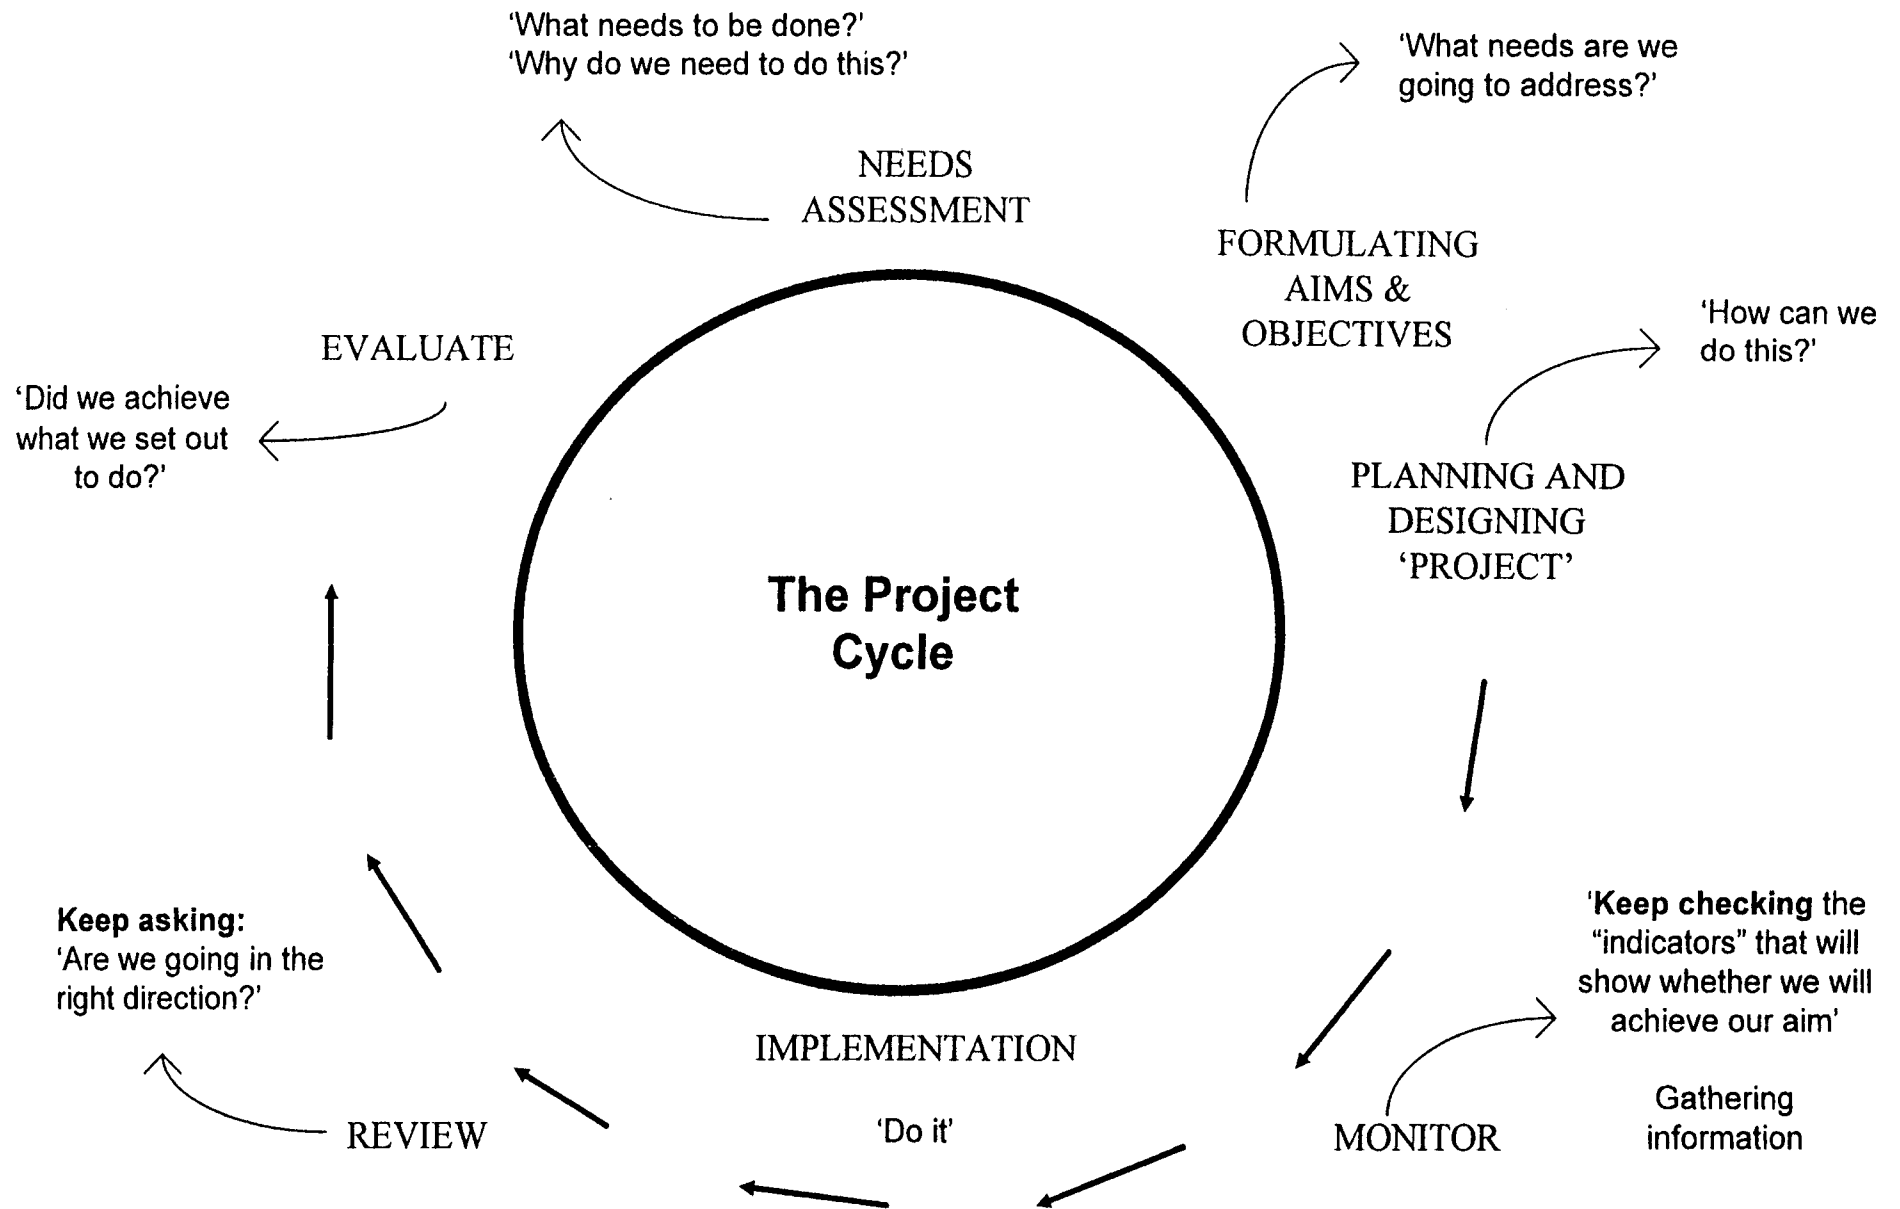 ‘What needs to be done?’
‘Why do we need to do this?’
NEEDS
ASSESSMENT
‘What needs are we
going to address?’
FORMULATING
AIMS &
OBJECTIVES
‘How can we
do this?’
PLANNING AND
DESIGNING
‘PROJECT’
‘Keep checking the
“indicators” that will
show whether we will
achieve our aim’
Gathering
information
MONITOR
IMPLEMENTATION
‘Do it’
REVIEW
Keep asking:
‘Are we going in the
right direction?’
EVALUATE
‘Did we achieve
what we set out
to do?’
The Project
Cycle